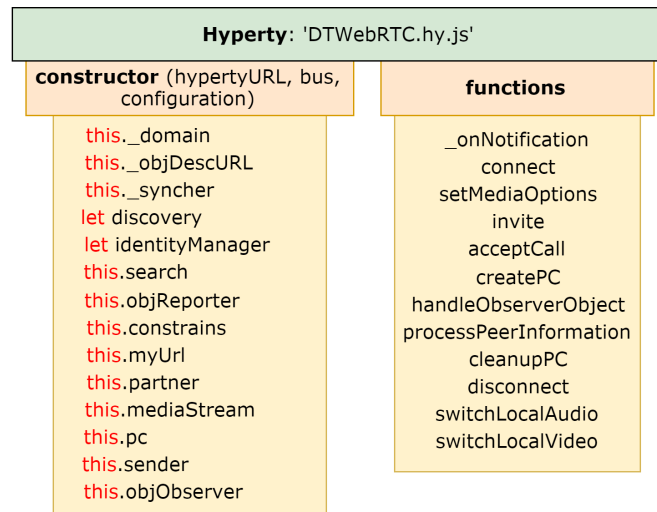 Hyperty: 'DTWebRTC.hy.js'
constructor (hypertyURL, bus,
configuration)
this._domain
this._objDescURL
this._syncher
let discovery
let identityManager
this.search
this.objReporter
this.constrains
this.myUrl
this.partner
this.mediaStream
this.pc
this.sender
this.objObserver
functions
_onNotification
connect
setMediaOptions
invite
acceptCall
createPC
handleObserverObject
processPeerInformation
cleanupPC
disconnect
switchLocalAudio
switchLocalVideo